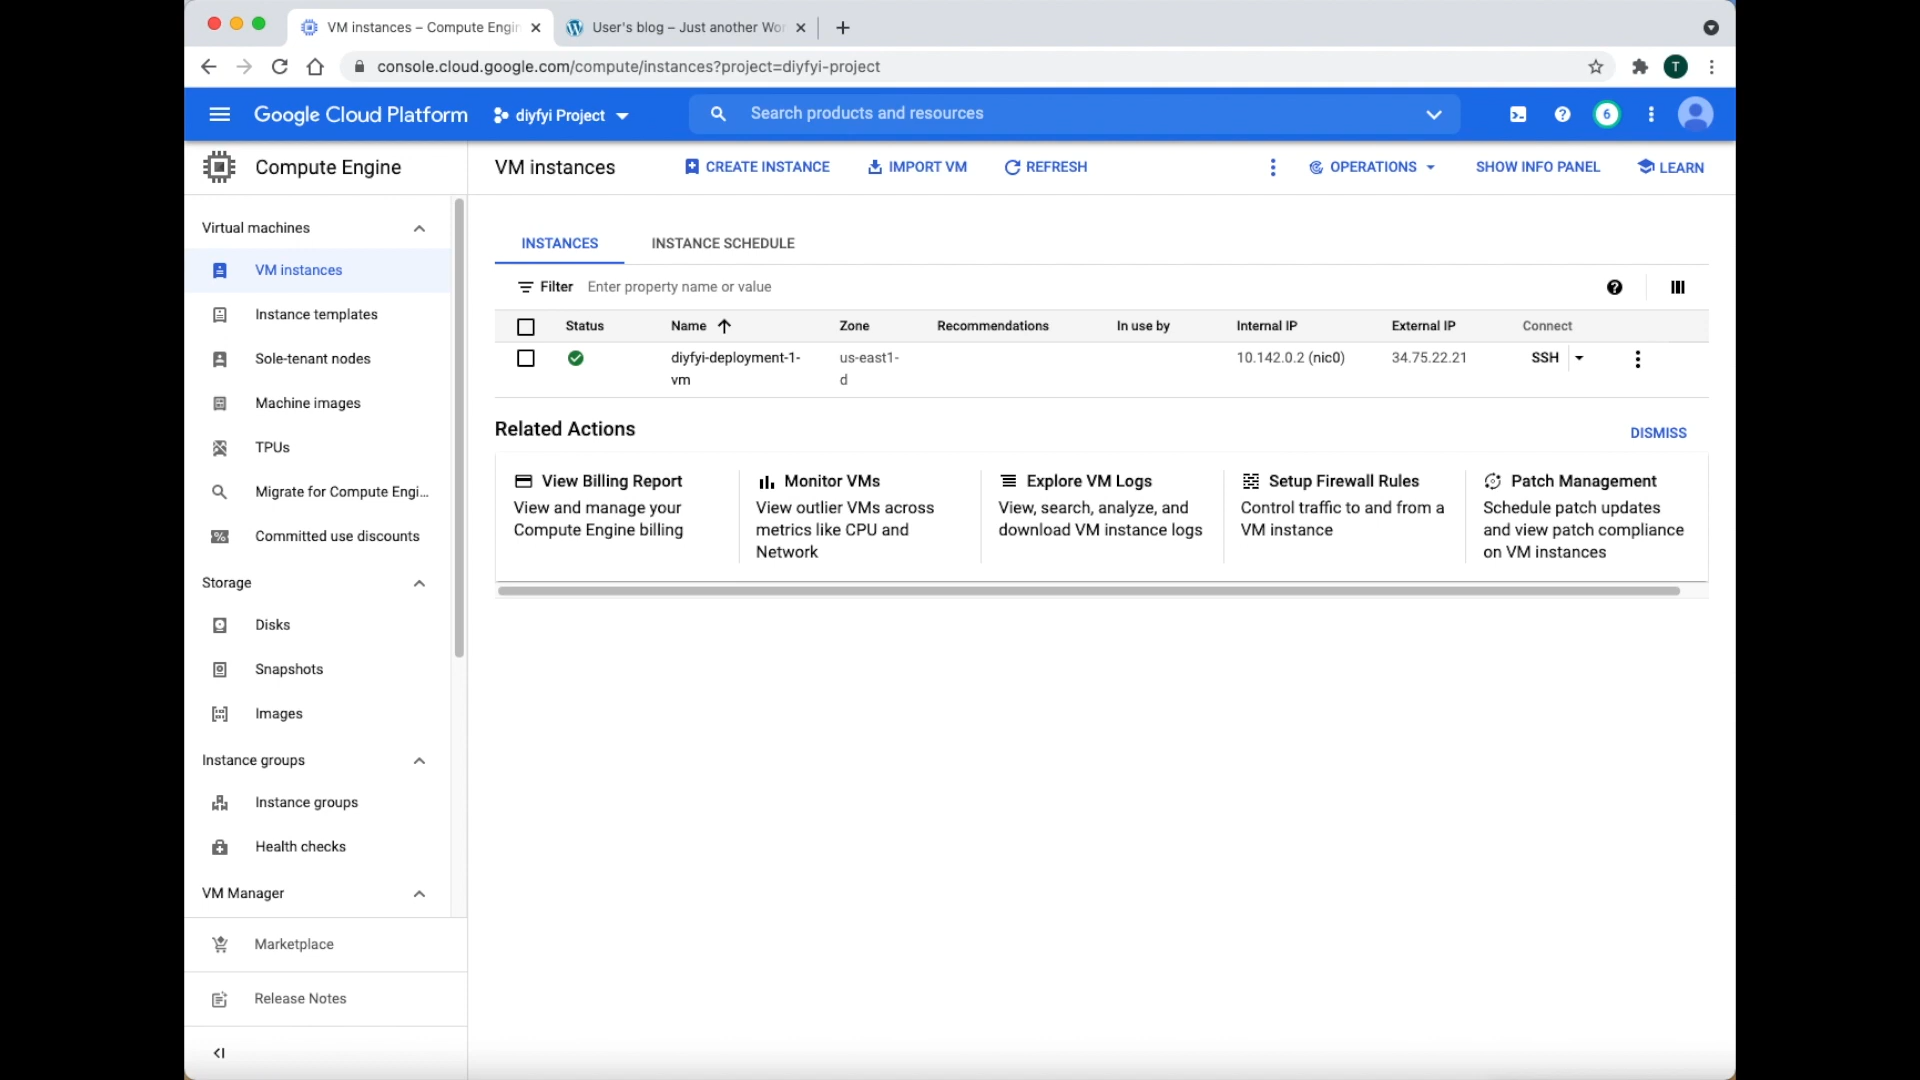 VM instances – Compute Engin
User's blog – Just another Wor
console.cloud.google.com/compute/instances?project=diyfyi-project
T
Google Cloud Platform
diyfyi Project
Search products and resources
6
Compute Engine
VM instances
CREATE INSTANCE
IMPORT VM
REFRESH
OPERATIONS
SHOW INFO PANEL
LEARN
Virtual machines
VM instances
Instance templates
Sole-tenant nodes
Machine images
TPUs
Migrate for Compute Engi...
Committed use discounts
Storage
Disks
Snapshots
Images
Instance groups
Instance groups
Health checks
VM Manager
Marketplace
Release Notes
INSTANCES
INSTANCE SCHEDULE
Filter
Enter property name or value
Status
Name
Zone
Recommendations
In use by
Internal IP
External IP
Connect
diyfyi-deployment-1-
vm
us-east1-
d
10.142.0.2 (nic0)
34.75.22.21
SSH
Related Actions
DISMISS
View Billing Report
View and manage your
Compute Engine billing
Monitor VMs
View outlier VMs across
metrics like CPU and
Network
Explore VM Logs
View, search, analyze, and
download VM instance logs
Setup Firewall Rules
Control traffic to and from a
VM instance
Patch Management
Schedule patch updates
and view patch compliance
on VM instances